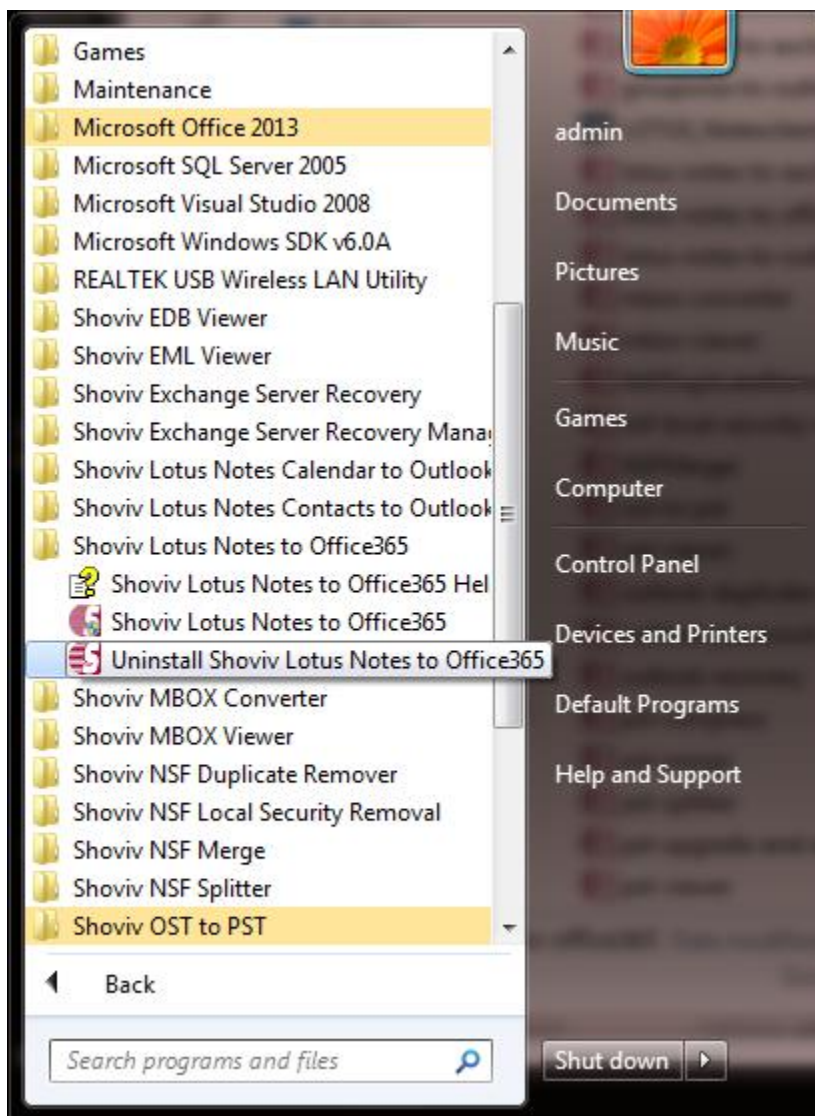 Games
Maintenance
Microsoft Office 2013
Microsoft SQL Server 2005
Microsoft Visual Studio 2008
Microsoft Windows SDK v6.0A
REALTEK USB Wireless LAN Utility
Shoviv EDB Viewer
Shoviv EML Viewer
Shoviv Exchange Server Recovery
Shoviv Exchange Server Recovery Mana
Shoviv Lotus Notes Calendar to Outlook
Shoviv Lotus Notes Contacts to Outlook
Shoviv Lotus Notes to Office365
Shoviv Lotus Notes to Office365 Hel
Shoviv Lotus Notes to Office365
Uninstall Shoviv Lotus Notes to Office365
Shoviv MBOX Converter
Shoviv MBOX Viewer
Shoviv NSF Duplicate Remover
Shoviv NSF Local Security Removal
Shoviv NSF Merge
Shoviv NSF Splitter
Shoviv OST to PST
Back
Search programs and files
admin
Documents
Pictures
Music
Games
Computer
Control Panel
Devices and Printers
Default Programs
Help and Support
Shut down